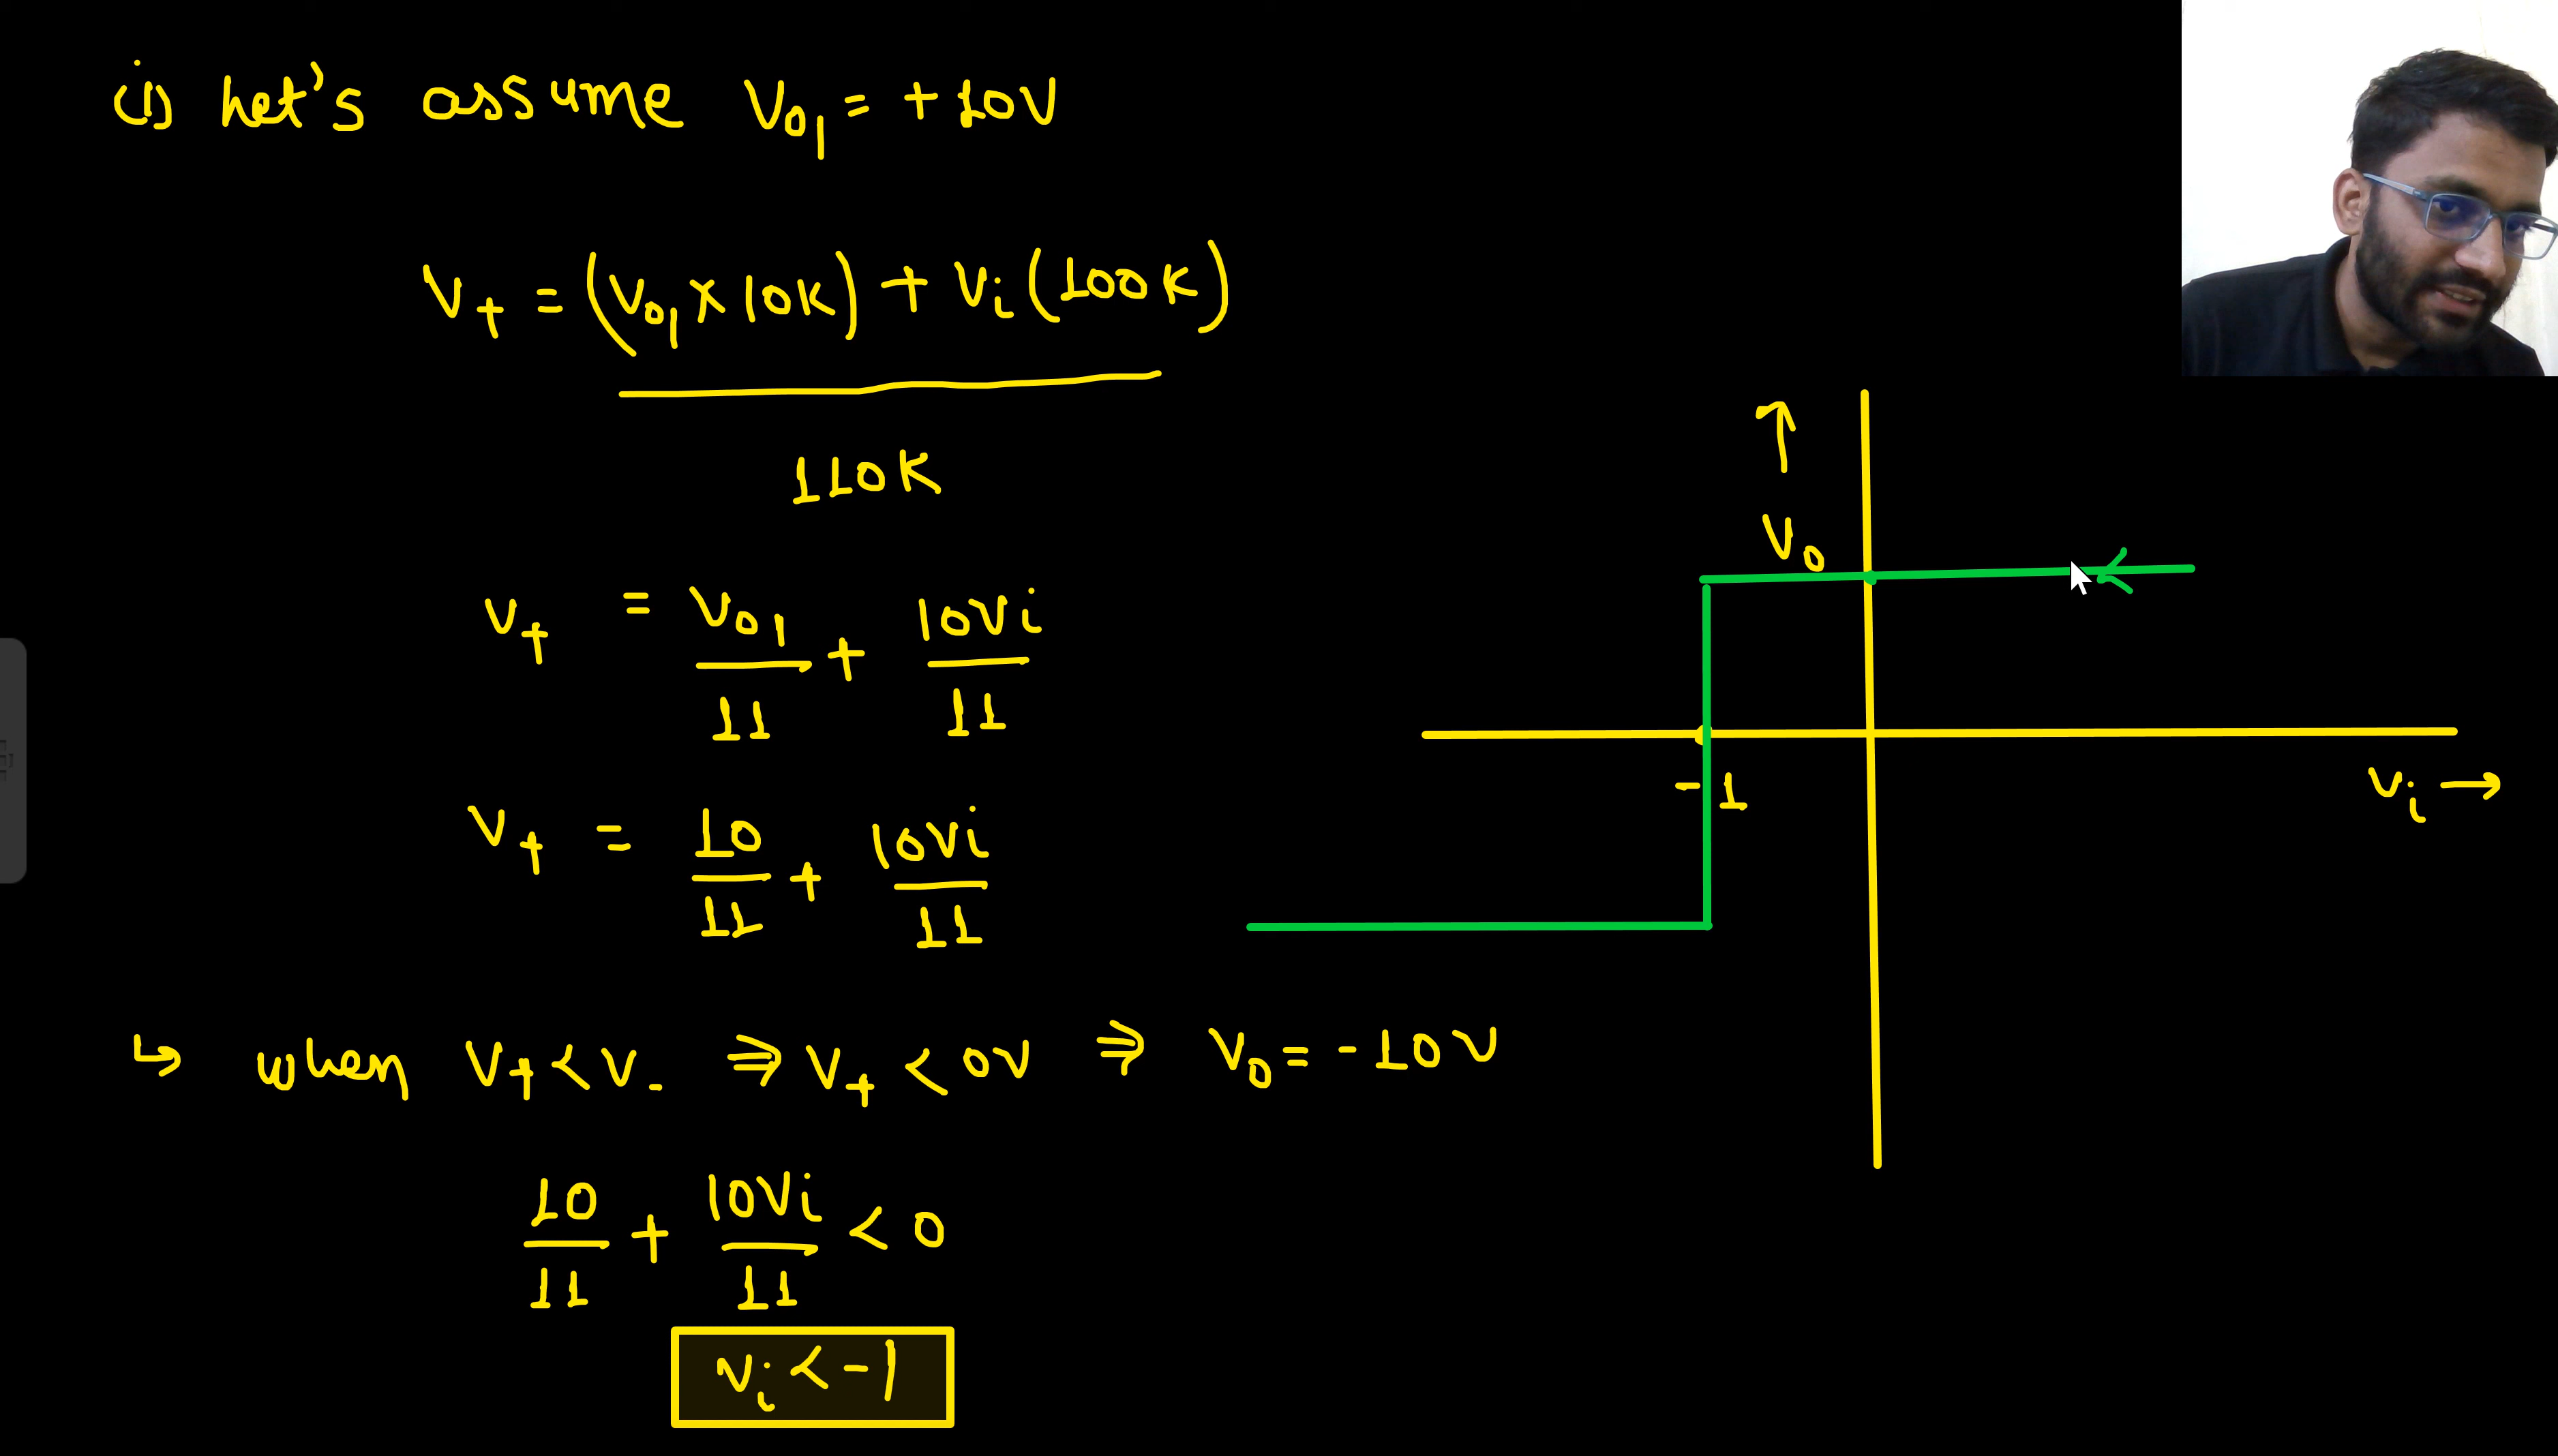 (i) Let's assume Vo1 = +10V
V+ = (Vo1 × 10K) + Vi (100K)
110K
V+ = Vo1/11 + 10Vi/11
V+ = 10/11 + 10Vi/11
↳ when V+ < V- ⇒ V+ < 0V ⇒ Vo = -10V
10/11 + 10Vi/11 < 0
Vi < -1
↑
Vo
-1
Vi →